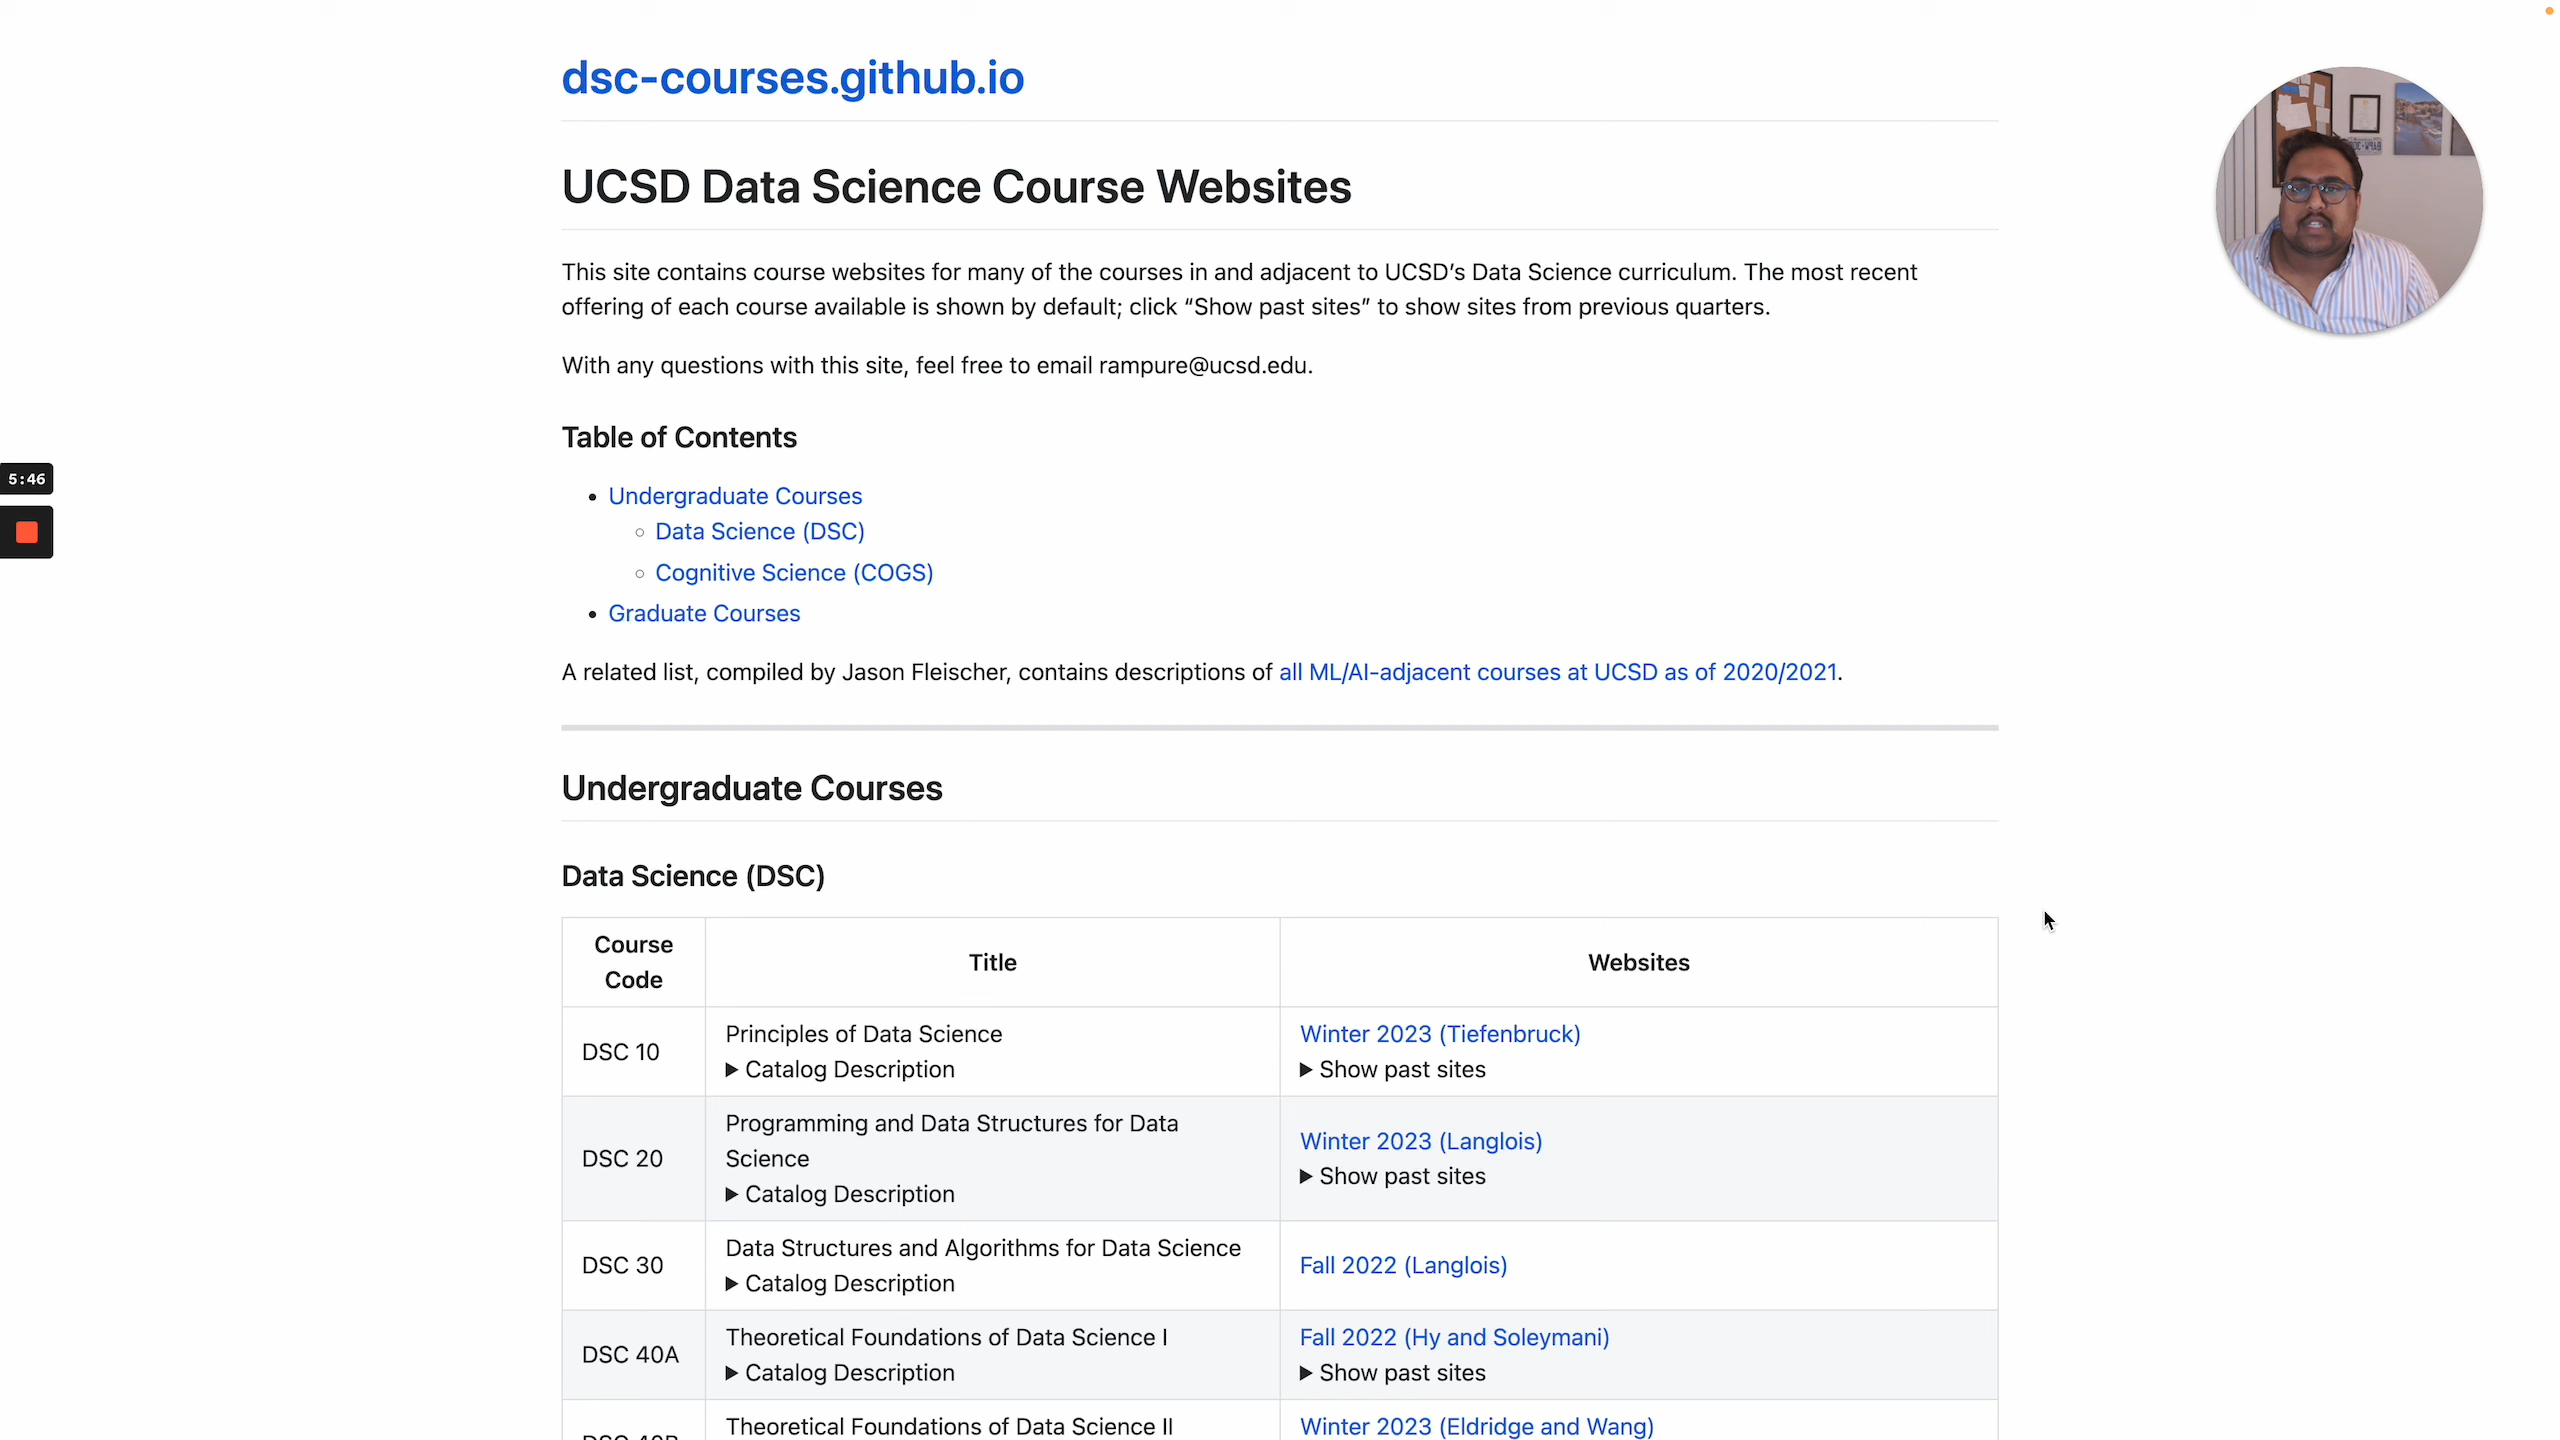 dsc-courses.github.io
UCSD Data Science Course Websites
This site contains course websites for many of the courses in and adjacent to UCSD’s Data Science curriculum. The most recent
offering of each course available is shown by default; click “Show past sites” to show sites from previous quarters.
With any questions with this site, feel free to email rampure@ucsd.edu.
Table of Contents
5:46
• Undergraduate Courses
◦ Data Science (DSC)
◦ Cognitive Science (COGS)
• Graduate Courses
A related list, compiled by Jason Fleischer, contains descriptions of all ML/AI-adjacent courses at UCSD as of 2020/2021.
Undergraduate Courses
Data Science (DSC)
Course
Code
Title
Websites
DSC 10
Principles of Data Science
▶ Catalog Description
Winter 2023 (Tiefenbruck)
▶ Show past sites
DSC 20
Programming and Data Structures for Data
Science
▶ Catalog Description
Winter 2023 (Langlois)
▶ Show past sites
DSC 30
Data Structures and Algorithms for Data Science
▶ Catalog Description
Fall 2022 (Langlois)
DSC 40A
Theoretical Foundations of Data Science I
▶ Catalog Description
Fall 2022 (Hy and Soleymani)
▶ Show past sites
DSC 40B
Theoretical Foundations of Data Science II
Winter 2023 (Eldridge and Wang)